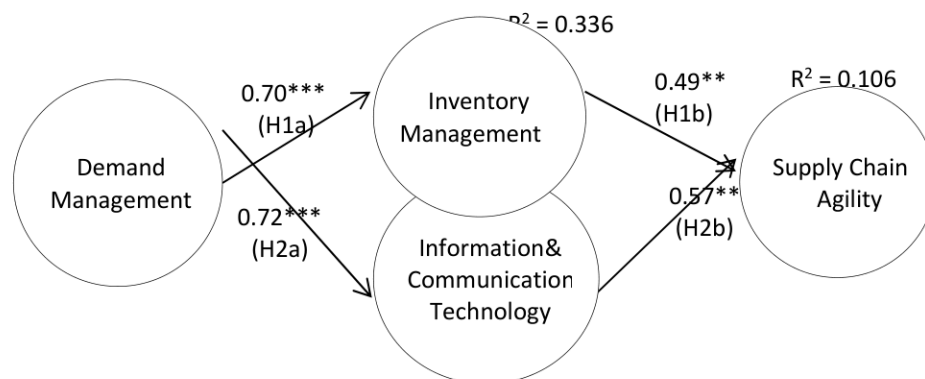 R² = 0.336
0.70***
(H1a)
Inventory
Management
0.49**
(H1b)
R² = 0.106
Demand
Management
Supply Chain
Agility
0.72***
(H2a)
0.57**
(H2b)
Information&
Communication
Technology